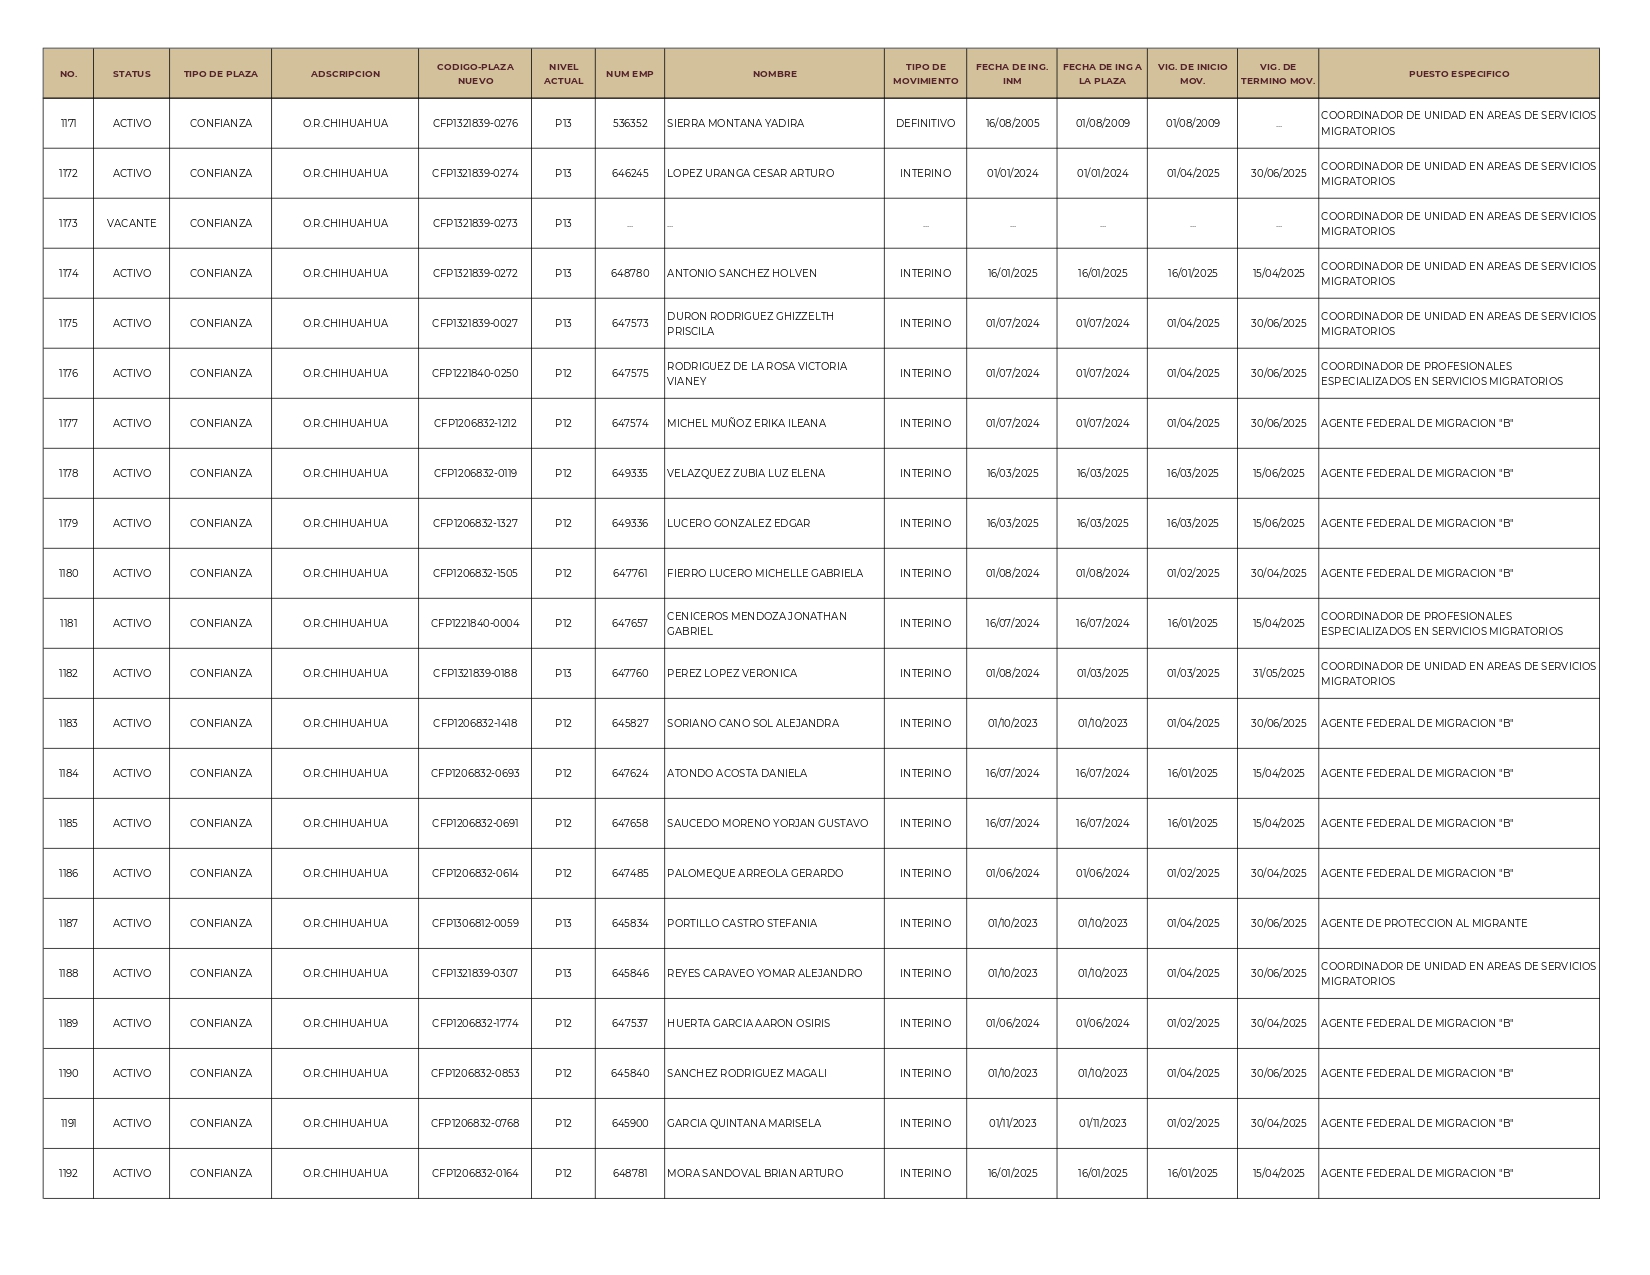 NO. STATUS TIPO DE PLAZA ADSCRIPCION CODIGO-PLAZA NUEVO NIVEL ACTUAL NUM EMP NOMBRE TIPO DE MOVIMIENTO FECHA DE ING. INM FECHA DE ING A LA PLAZA VIG. DE INICIO MOV. VIG. DE TERMINO MOV. PUESTO ESPECIFICO
1171 ACTIVO CONFIANZA O.R.CHIHUAHUA CFP1321839-0276 P13 536352 SIERRA MONTANA YADIRA DEFINITIVO 16/08/2005 01/08/2009 01/08/2009 ... COORDINADOR DE UNIDAD EN AREAS DE SERVICIOS MIGRATORIOS
1172 ACTIVO CONFIANZA O.R.CHIHUAHUA CFP1321839-0274 P13 646245 LOPEZ URANGA CESAR ARTURO INTERINO 01/01/2024 01/01/2024 01/04/2025 30/06/2025 COORDINADOR DE UNIDAD EN AREAS DE SERVICIOS MIGRATORIOS
1173 VACANTE CONFIANZA O.R.CHIHUAHUA CFP1321839-0273 P13 ... ... ... ... ... ... ... COORDINADOR DE UNIDAD EN AREAS DE SERVICIOS MIGRATORIOS
1174 ACTIVO CONFIANZA O.R.CHIHUAHUA CFP1321839-0272 P13 648780 ANTONIO SANCHEZ HOLVEN INTERINO 16/01/2025 16/01/2025 16/01/2025 15/04/2025 COORDINADOR DE UNIDAD EN AREAS DE SERVICIOS MIGRATORIOS
1175 ACTIVO CONFIANZA O.R.CHIHUAHUA CFP1321839-0027 P13 647573 DURON RODRIGUEZ GHIZZELTH PRISCILA INTERINO 01/07/2024 01/07/2024 01/04/2025 30/06/2025 COORDINADOR DE UNIDAD EN AREAS DE SERVICIOS MIGRATORIOS
1176 ACTIVO CONFIANZA O.R.CHIHUAHUA CFP1221840-0250 P12 647575 RODRIGUEZ DE LA ROSA VICTORIA VIANEY INTERINO 01/07/2024 01/07/2024 01/04/2025 30/06/2025 COORDINADOR DE PROFESIONALES ESPECIALIZADOS EN SERVICIOS MIGRATORIOS
1177 ACTIVO CONFIANZA O.R.CHIHUAHUA CFP1206832-1212 P12 647574 MICHEL MUÑOZ ERIKA ILEANA INTERINO 01/07/2024 01/07/2024 01/04/2025 30/06/2025 AGENTE FEDERAL DE MIGRACION "B"
1178 ACTIVO CONFIANZA O.R.CHIHUAHUA CFP1206832-0119 P12 649335 VELAZQUEZ ZUBIA LUZ ELENA INTERINO 16/03/2025 16/03/2025 16/03/2025 15/06/2025 AGENTE FEDERAL DE MIGRACION "B"
1179 ACTIVO CONFIANZA O.R.CHIHUAHUA CFP1206832-1327 P12 649336 LUCERO GONZALEZ EDGAR INTERINO 16/03/2025 16/03/2025 16/03/2025 15/06/2025 AGENTE FEDERAL DE MIGRACION "B"
1180 ACTIVO CONFIANZA O.R.CHIHUAHUA CFP1206832-1505 P12 647761 FIERRO LUCERO MICHELLE GABRIELA INTERINO 01/08/2024 01/08/2024 01/02/2025 30/04/2025 AGENTE FEDERAL DE MIGRACION "B"
1181 ACTIVO CONFIANZA O.R.CHIHUAHUA CFP1221840-0004 P12 647657 CENICEROS MENDOZA JONATHAN GABRIEL INTERINO 16/07/2024 16/07/2024 16/01/2025 15/04/2025 COORDINADOR DE PROFESIONALES ESPECIALIZADOS EN SERVICIOS MIGRATORIOS
1182 ACTIVO CONFIANZA O.R.CHIHUAHUA CFP1321839-0188 P13 647760 PEREZ LOPEZ VERONICA INTERINO 01/08/2024 01/03/2025 01/03/2025 31/05/2025 COORDINADOR DE UNIDAD EN AREAS DE SERVICIOS MIGRATORIOS
1183 ACTIVO CONFIANZA O.R.CHIHUAHUA CFP1206832-1418 P12 645827 SORIANO CANO SOL ALEJANDRA INTERINO 01/10/2023 01/10/2023 01/04/2025 30/06/2025 AGENTE FEDERAL DE MIGRACION "B"
1184 ACTIVO CONFIANZA O.R.CHIHUAHUA CFP1206832-0693 P12 647624 ATONDO ACOSTA DANIELA INTERINO 16/07/2024 16/07/2024 16/01/2025 15/04/2025 AGENTE FEDERAL DE MIGRACION "B"
1185 ACTIVO CONFIANZA O.R.CHIHUAHUA CFP1206832-0691 P12 647658 SAUCEDO MORENO YORJAN GUSTAVO INTERINO 16/07/2024 16/07/2024 16/01/2025 15/04/2025 AGENTE FEDERAL DE MIGRACION "B"
1186 ACTIVO CONFIANZA O.R.CHIHUAHUA CFP1206832-0614 P12 647485 PALOMEQUE ARREOLA GERARDO INTERINO 01/06/2024 01/06/2024 01/02/2025 30/04/2025 AGENTE FEDERAL DE MIGRACION "B"
1187 ACTIVO CONFIANZA O.R.CHIHUAHUA CFP1306812-0059 P13 645834 PORTILLO CASTRO STEFANIA INTERINO 01/10/2023 01/10/2023 01/04/2025 30/06/2025 AGENTE DE PROTECCION AL MIGRANTE
1188 ACTIVO CONFIANZA O.R.CHIHUAHUA CFP1321839-0307 P13 645846 REYES CARAVEO YOMAR ALEJANDRO INTERINO 01/10/2023 01/10/2023 01/04/2025 30/06/2025 COORDINADOR DE UNIDAD EN AREAS DE SERVICIOS MIGRATORIOS
1189 ACTIVO CONFIANZA O.R.CHIHUAHUA CFP1206832-1774 P12 647537 HUERTA GARCIA AARON OSIRIS INTERINO 01/06/2024 01/06/2024 01/02/2025 30/04/2025 AGENTE FEDERAL DE MIGRACION "B"
1190 ACTIVO CONFIANZA O.R.CHIHUAHUA CFP1206832-0853 P12 645840 SANCHEZ RODRIGUEZ MAGALI INTERINO 01/10/2023 01/10/2023 01/04/2025 30/06/2025 AGENTE FEDERAL DE MIGRACION "B"
1191 ACTIVO CONFIANZA O.R.CHIHUAHUA CFP1206832-0768 P12 645900 GARCIA QUINTANA MARISELA INTERINO 01/11/2023 01/11/2023 01/02/2025 30/04/2025 AGENTE FEDERAL DE MIGRACION "B"
1192 ACTIVO CONFIANZA O.R.CHIHUAHUA CFP1206832-0164 P12 648781 MORA SANDOVAL BRIAN ARTURO INTERINO 16/01/2025 16/01/2025 16/01/2025 15/04/2025 AGENTE FEDERAL DE MIGRACION "B"